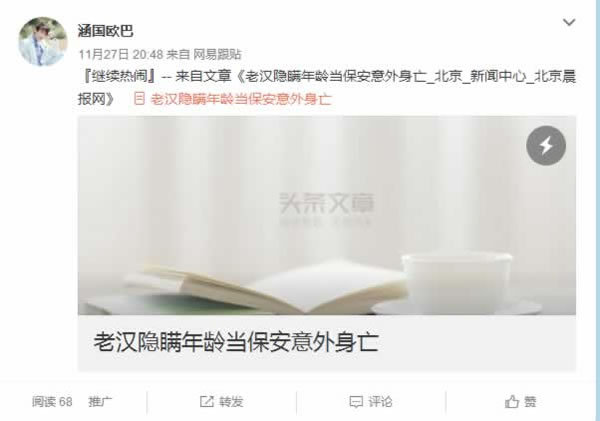 涵国欧巴
11月27日 20:48 来自 网易跟贴
『继续热闹』-- 来自文章《老汉隐瞒年龄当保安意外身亡_北京_新闻中心_北京晨
报网》 老汉隐瞒年龄当保安意外身亡
头条文章
老汉隐瞒年龄当保安意外身亡
阅读 68 推广 转发 评论 赞